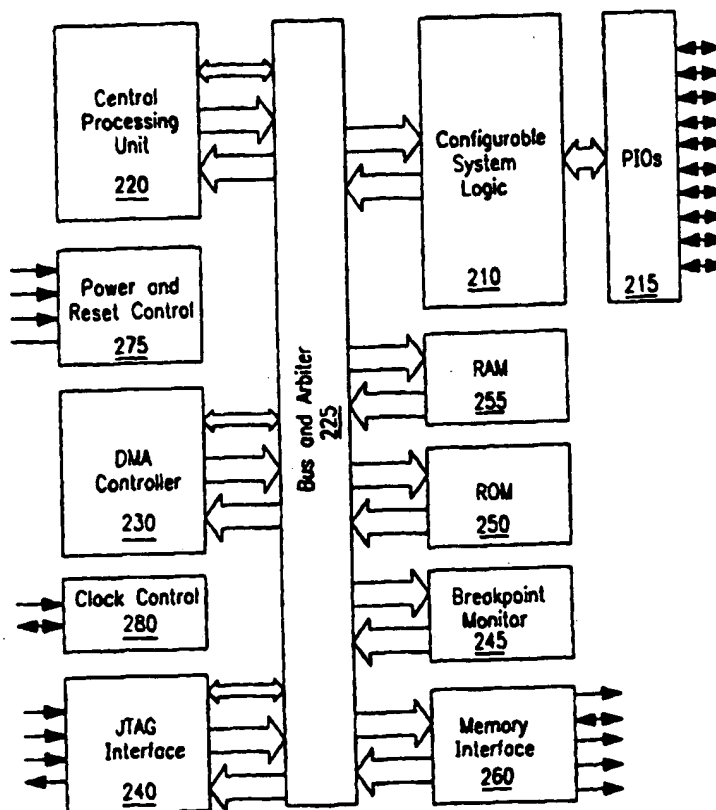 Central
Processing
Unit
220
Power and
Reset Control
275
DMA
Controller
230
Clock Control
280
JTAG
Interface
240
Bus and Arbiter
225
Configurable
System
Logic
210
PIOs
215
RAM
255
ROM
250
Breakpoint
Monitor
245
Memory
Interface
260